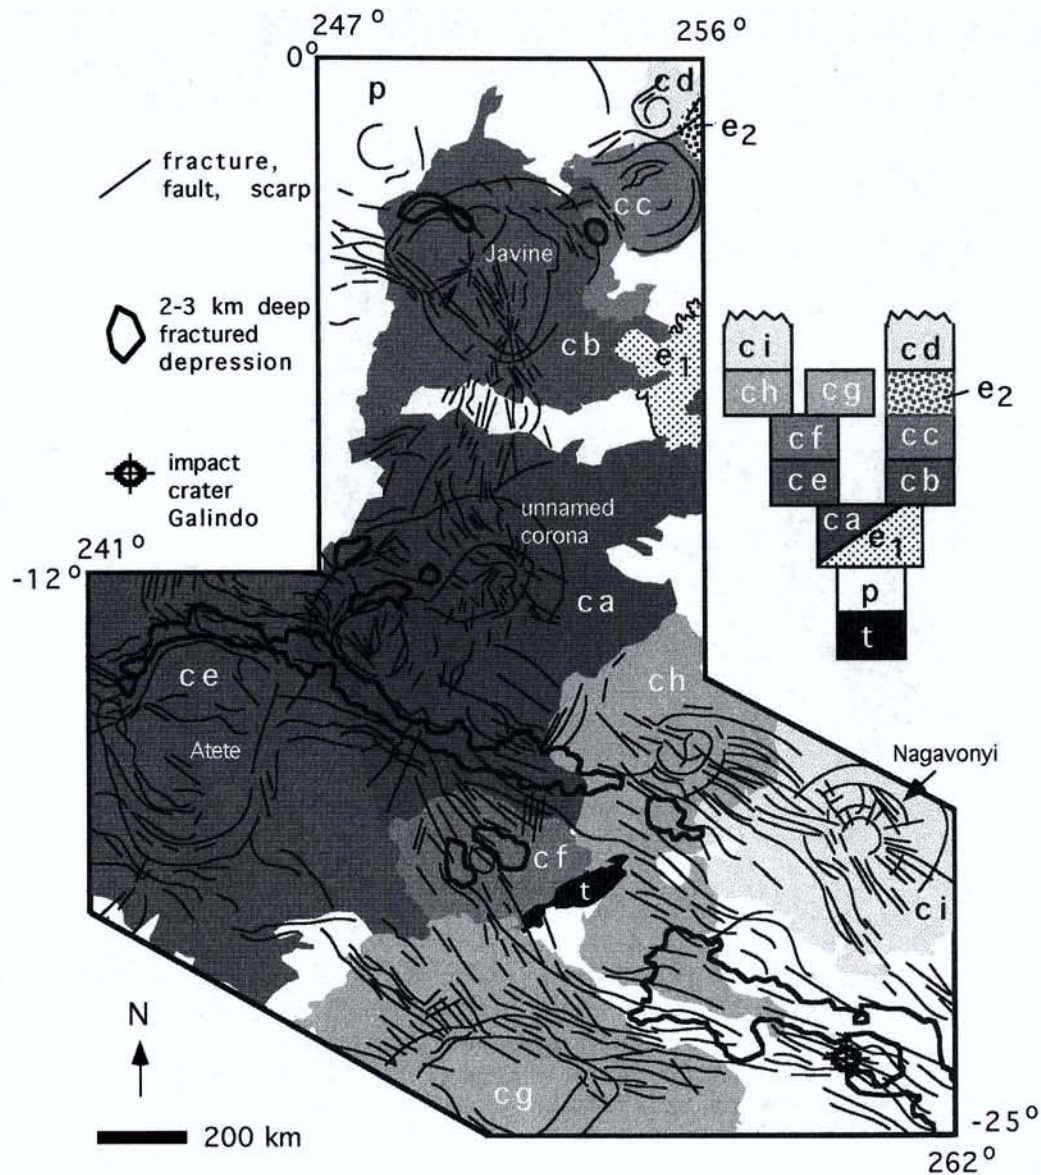 247 º
256 º
0º
p
cd
e2
fracture,
fault, scarp
cc
Javine
2-3 km deep
fractured
depression
cb
e1
ci
cd
ch
cg
e2
cf
cc
ce
cb
ca
e1
p
t
impact
crater
Galindo
unnamed
corona
241 º
-12 º
ca
ce
ch
Atete
Nagavonyi
cf
t
ci
N
cg
200 km
-25 º
262 º